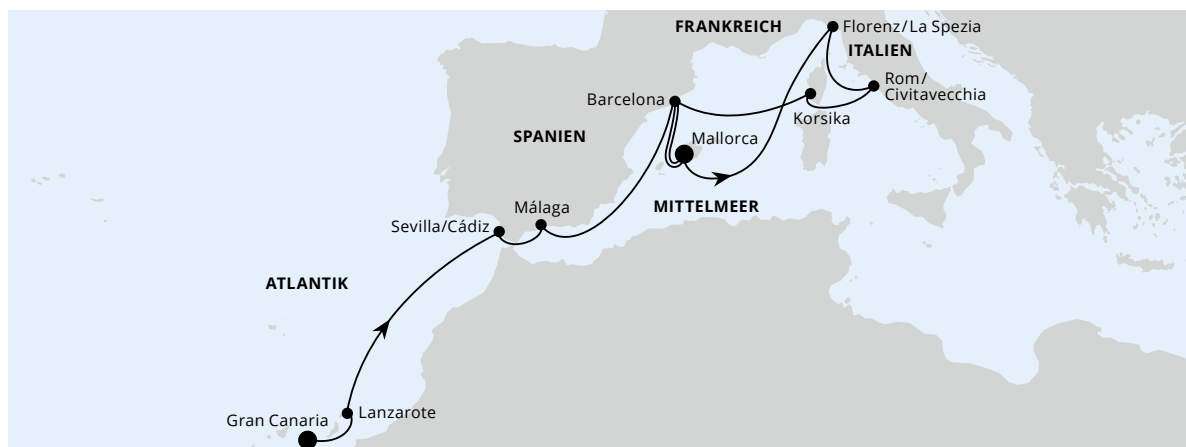 FRANKREICH
Florenz/La Spezia
ITALIEN
Rom/
Civitavecchia
Barcelona
Korsika
SPANIEN
Mallorca
MITTELMEER
Málaga
Sevilla/Cádiz
ATLANTIK
Lanzarote
Gran Canaria